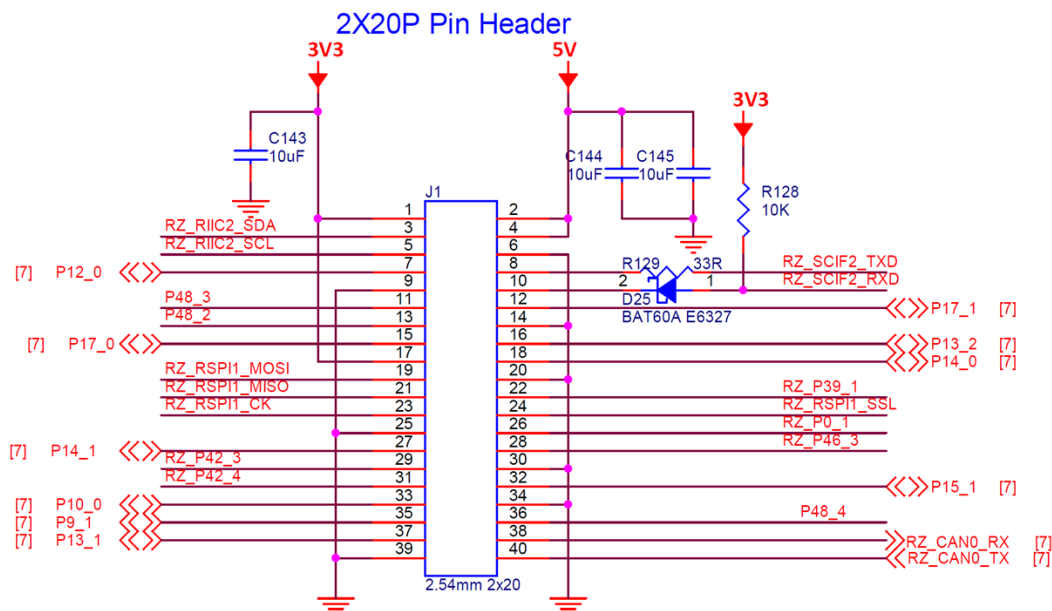 2X20P Pin Header
3V3
5V
3V3
C143
10uF
C144
10uF
C145
10uF
R128
10K
J1
1 2
RZ_RIIC2_SDA 3 4
RZ_RIIC2_SCL 5 6
[7] P12_0 7 8 R129 33R RZ_SCIF2_TXD
9 10 2 1 RZ_SCIF2_RXD
D25
BAT60A E6327
P48_3 11 12 P17_1 [7]
P48_2 13 14
[7] P17_0 15 16 P13_2 [7]
17 18 P14_0 [7]
RZ_RSPI1_MOSI 19 20
RZ_RSPI1_MISO 21 22 RZ_P39_1
RZ_RSPI1_CK 23 24 RZ_RSPI1_SSL
25 26 RZ_P0_1
[7] P14_1 27 28 RZ_P46_3
RZ_P42_3 29 30
RZ_P42_4 31 32 P15_1 [7]
[7] P10_0 33 34
[7] P9_1 35 36 P48_4
[7] P13_1 37 38 RZ_CAN0_RX [7]
39 40 RZ_CAN0_TX [7]
2.54mm 2x20